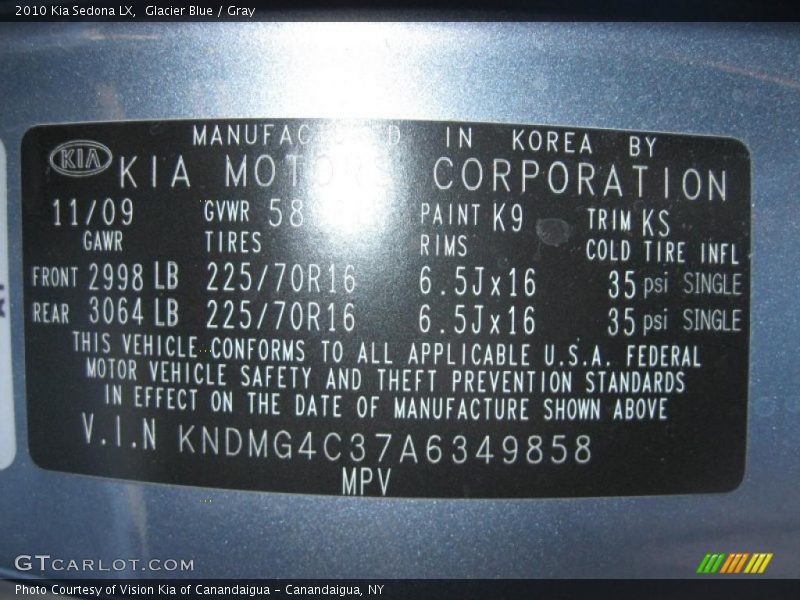 2010 Kia Sedona LX, Glacier Blue / Gray
MANUFACTURED IN KOREA BY
KIA KIA MOTORS CORPORATION
11/09 GVWR 58 PAINT K9 TRIM KS
GAWR TIRES RIMS COLD TIRE INFL
FRONT 2998 LB 225/70R16 6.5Jx16 35 psi SINGLE
REAR 3064 LB 225/70R16 6.5Jx16 35 psi SINGLE
THIS VEHICLE CONFORMS TO ALL APPLICABLE U.S.A. FEDERAL
MOTOR VEHICLE SAFETY AND THEFT PREVENTION STANDARDS
IN EFFECT ON THE DATE OF MANUFACTURE SHOWN ABOVE
V.I.N KNDMG4C37A6349858
MPV
GTCARLOT.COM
Photo Courtesy of Vision Kia of Canandaigua - Canandaigua, NY